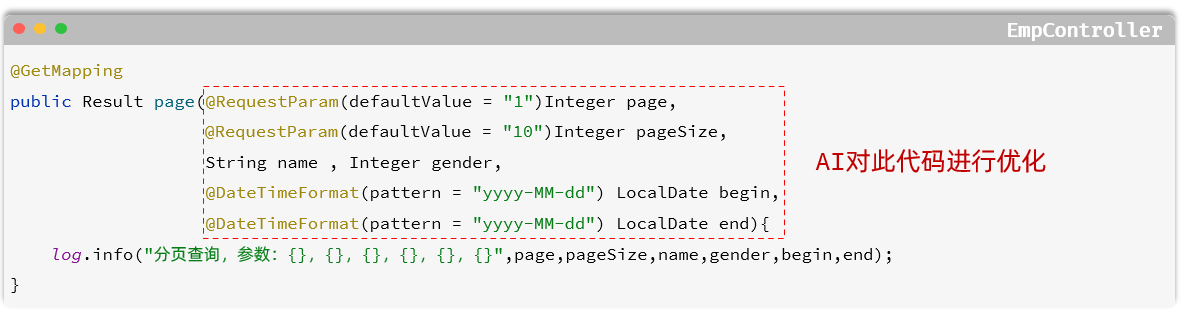 EmpController
@GetMapping
public Result page(@RequestParam(defaultValue = "1")Integer page,
@RequestParam(defaultValue = "10")Integer pageSize,
String name , Integer gender,
@DateTimeFormat(pattern = "yyyy-MM-dd") LocalDate begin,
@DateTimeFormat(pattern = "yyyy-MM-dd") LocalDate end){
AI对此代码进行优化
log.info("分页查询, 参数: {}, {}, {}, {}, {}, {}",page,pageSize,name,gender,begin,end);
}